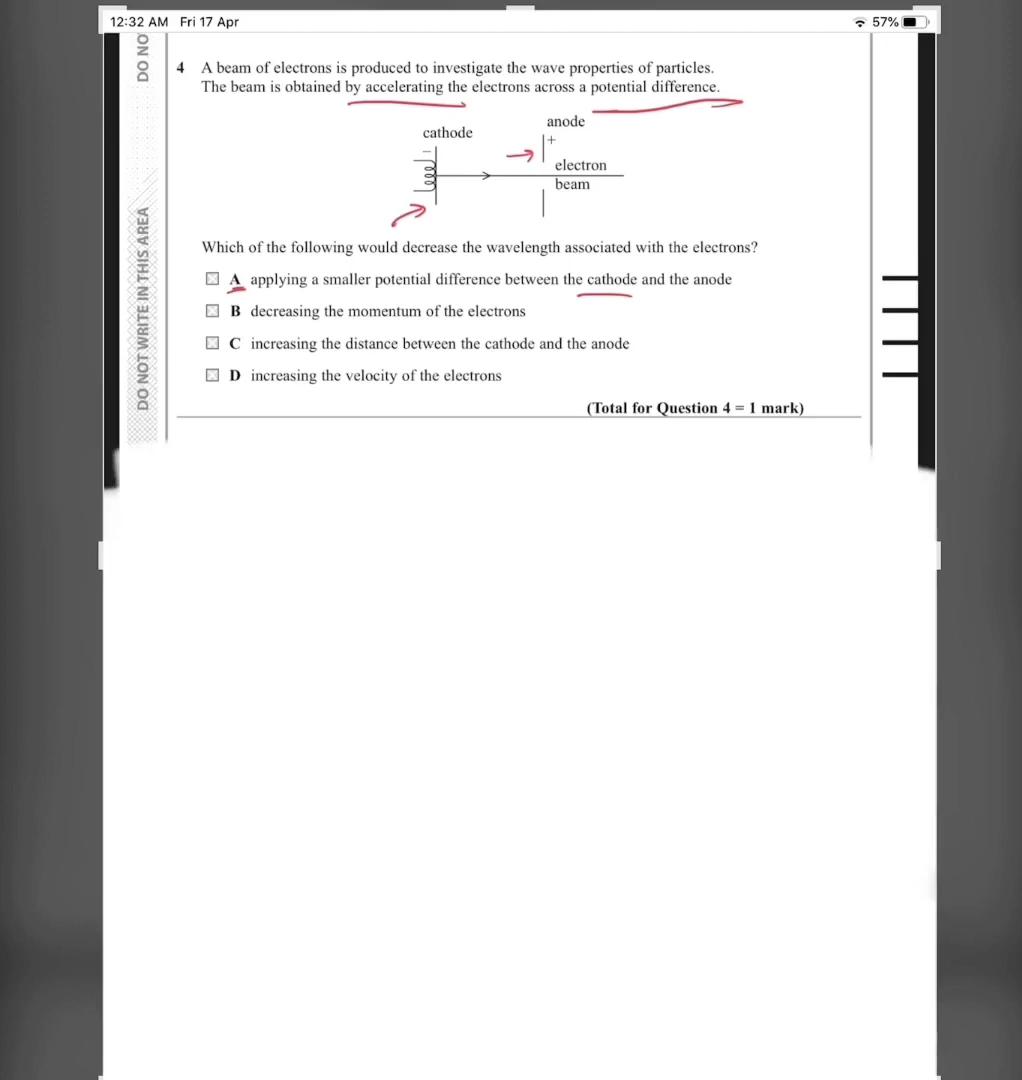 12:32 AM Fri 17 Apr
57%
DO NO
4 A beam of electrons is produced to investigate the wave properties of particles.
The beam is obtained by accelerating the electrons across a potential difference.
anode
cathode
+
−
electron
beam
Which of the following would decrease the wavelength associated with the electrons?
A applying a smaller potential difference between the cathode and the anode
B decreasing the momentum of the electrons
C increasing the distance between the cathode and the anode
D increasing the velocity of the electrons
(Total for Question 4 = 1 mark)
DO NOT WRITE IN THIS AREA